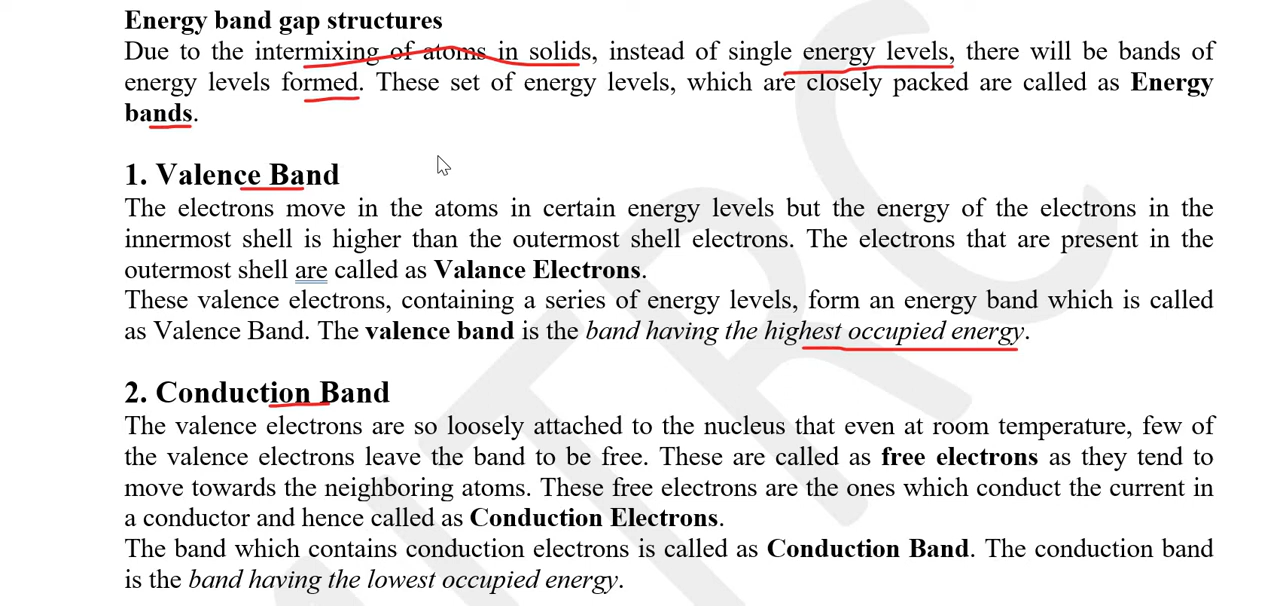 Energy band gap structures
Due to the intermixing of atoms in solids, instead of single energy levels, there will be bands of
energy levels formed. These set of energy levels, which are closely packed are called as Energy
bands.
1. Valence Band
The electrons move in the atoms in certain energy levels but the energy of the electrons in the
innermost shell is higher than the outermost shell electrons. The electrons that are present in the
outermost shell are called as Valance Electrons.
These valence electrons, containing a series of energy levels, form an energy band which is called
as Valence Band. The valence band is the band having the highest occupied energy.
2. Conduction Band
The valence electrons are so loosely attached to the nucleus that even at room temperature, few of
the valence electrons leave the band to be free. These are called as free electrons as they tend to
move towards the neighboring atoms. These free electrons are the ones which conduct the current in
a conductor and hence called as Conduction Electrons.
The band which contains conduction electrons is called as Conduction Band. The conduction band
is the band having the lowest occupied energy.